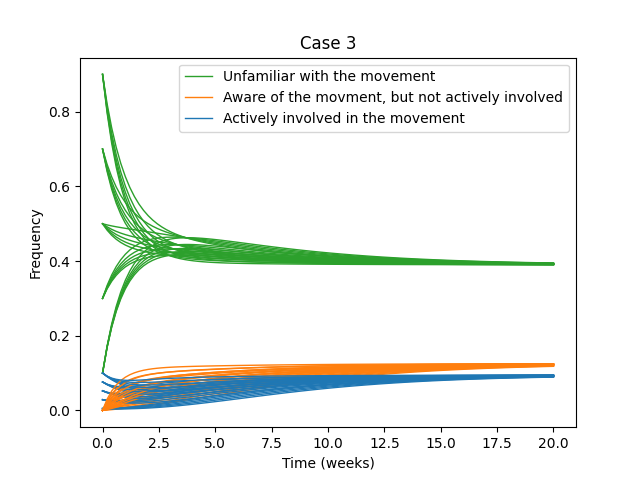 Case 3
Unfamiliar with the movement
Aware of the movment, but not actively involved
Actively involved in the movement
Frequency
0.8
0.6
0.4
0.2
0.0
0.0 2.5 5.0 7.5 10.0 12.5 15.0 17.5 20.0
Time (weeks)